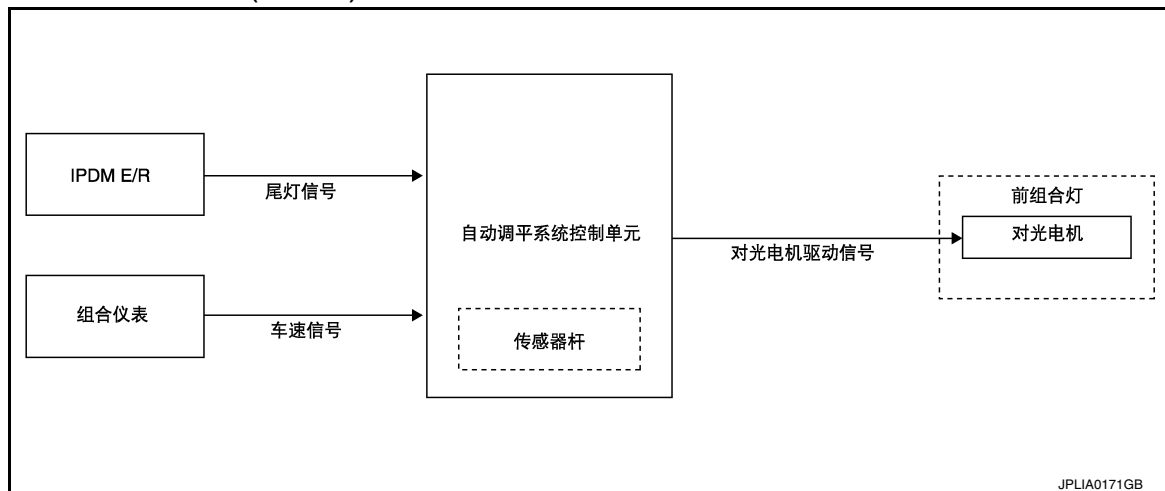 IPDM E/R
尾灯信号
组合仪表
车速信号
自动调平系统控制单元
传感器杆
对光电机驱动信号
前组合灯
对光电机
JPLIA0171GB